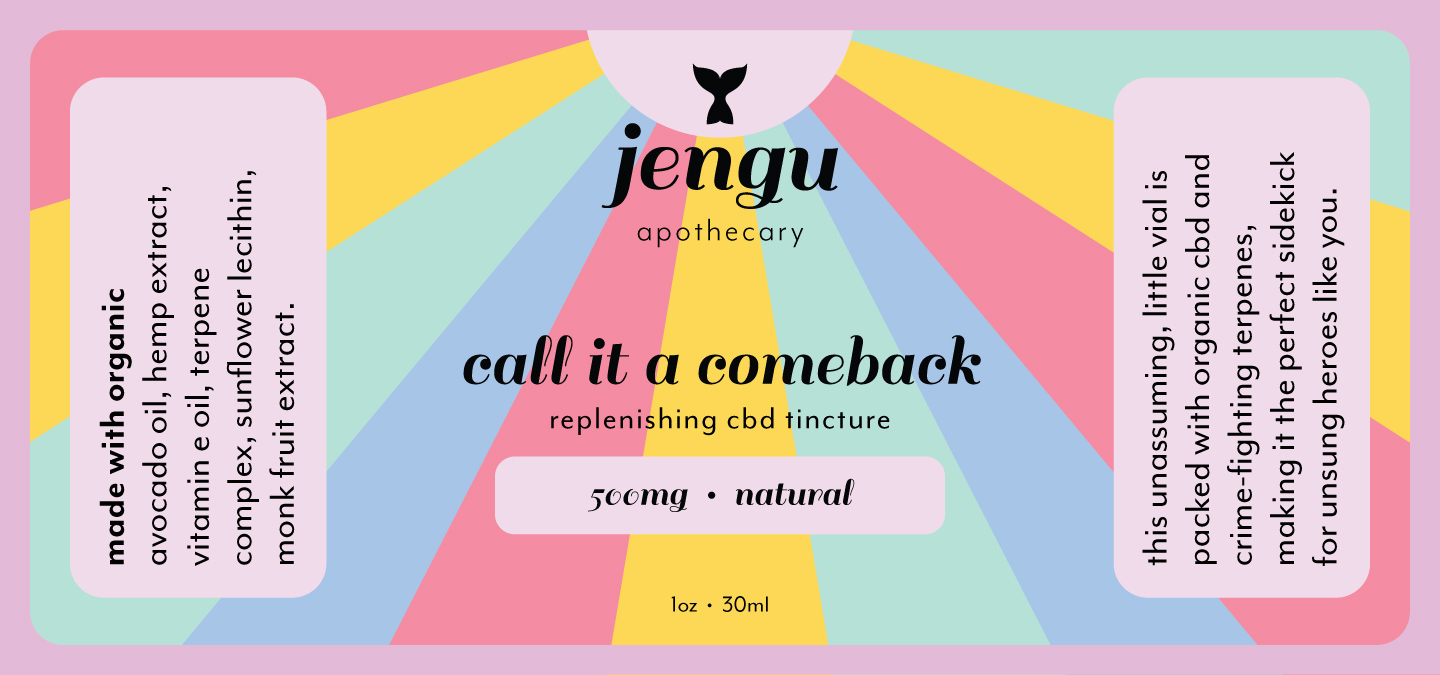 made with organic
avocado oil, hemp extract,
vitamin e oil, terpene
complex, sunflower lecithin,
monk fruit extract.
jengu
apothecary
call it a comeback
replenishing cbd tincture
500mg • natural
1oz • 30ml
this unassuming, little vial is
packed with organic cbd and
crime-fighting terpenes,
making it the perfect sidekick
for unsung heroes like you.